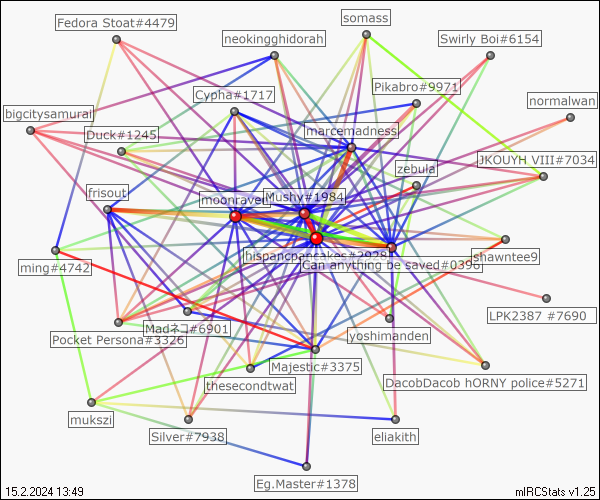 somass
Fedora Stoat#4479
neokingghidorah
Swirly Boi#6154
Pikabro#9971
Cypha#1717
normalwan
bigcitysamurai
Duck#1245
marcemadness
JKOUYH VIII#7034
zebula
frisout
moonraven
Mushy#1984
hispancpancakes#2928
shawntee9
Can anything be saved#0396
ming#4742
LPK2387 #7690
Madネコ#6901
yoshimanden
Pocket Persona#3326
Majestic#3375
thesecondtwat
DacobDacob hORNY police#5271
mukszi
Silver#7938
eliakith
Eg.Master#1378
15.2.2024 13:49
mIRCStats v1.25